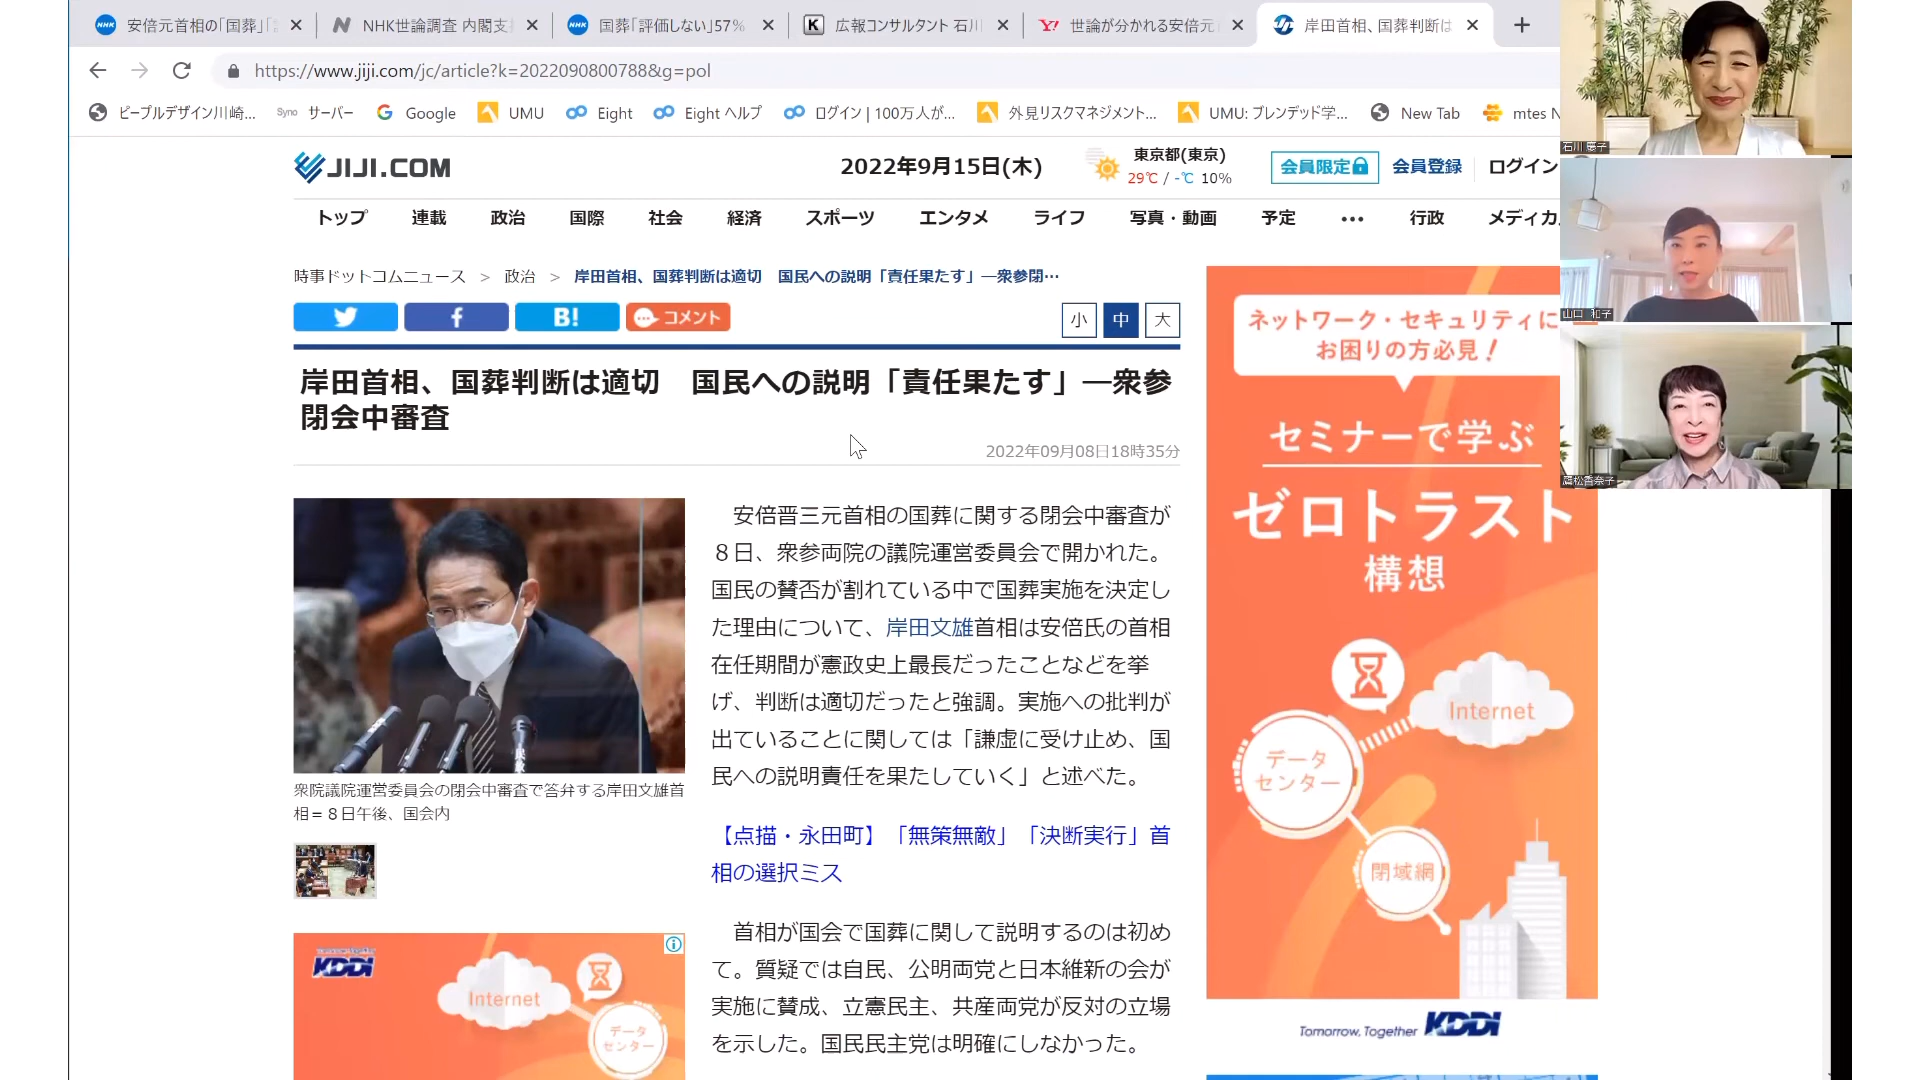 安倍元首相の「国葬」「
NHK世論調査 内閣支
国葬「評価しない」57%
広報コンサルタント 石川
世論が分かれる安倍元
岸田首相、国葬判断は
https://www.jiji.com/jc/article?k=2022090800788&g=pol
ピープルデザイン川崎...
Syno サーバー
Google
UMU
Eight
Eight ヘルプ
ログイン | 100万人が...
外見リスクマネジメント...
UMU: ブレンデッド学...
New Tab
mtes N
JIJI.COM
2022年9月15日(木)
東京都(東京)
29℃ / -℃ 10%
会員限定
会員登録
ログイン
トップ 連載 政治 国際 社会 経済 スポーツ エンタメ ライフ 写真・動画 予定 ••• 行政 メディカ
時事ドットコムニュース > 政治 > 岸田首相、国葬判断は適切 国民への説明「責任果たす」―衆参閉…
B!
コメント
小 中 大
岸田首相、国葬判断は適切 国民への説明「責任果たす」―衆参
閉会中審査
2022年09月08日18時35分
安倍晋三元首相の国葬に関する閉会中審査が
８日、衆参両院の議院運営委員会で開かれた。
国民の賛否が割れている中で国葬実施を決定し
た理由について、岸田文雄首相は安倍氏の首相
在任期間が憲政史上最長だったことなどを挙
げ、判断は適切だったと強調。実施への批判が
出ていることに関しては「謙虚に受け止め、国
民への説明責任を果たしていく」と述べた。
【点描・永田町】「無策無敵」「決断実行」首
相の選択ミス
首相が国会で国葬に関して説明するのは初め
て。質疑では自民、公明両党と日本維新の会が
実施に賛成、立憲民主、共産両党が反対の立場
を示した。国民民主党は明確にしなかった。
衆院議院運営委員会の閉会中審査で答弁する岸田文雄首
相＝８日午後、国会内
KDDI
Internet
データ
センター
ネットワーク・セキュリティに
お困りの方必見！
セミナーで学ぶ
ゼロトラスト
構想
Internet
データ
センター
閉域網
Tomorrow, Together KDDI
石川 慶子
山口 和子